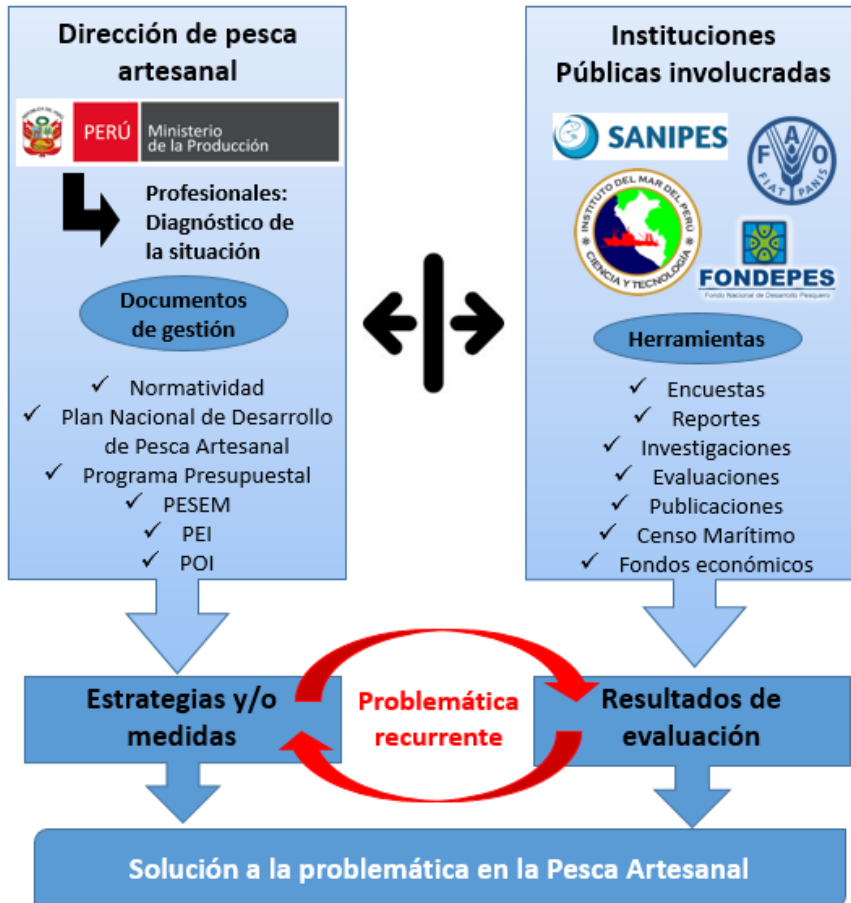 Dirección de pesca
artesanal
PERÚ
Ministerio
de la Producción
Profesionales:
Diagnóstico de
la situación
Documentos
de gestión
✓ Normatividad
✓ Plan Nacional de Desarrollo
de Pesca Artesanal
✓ Programa Presupuestal
✓ PESEM
✓ PEI
✓ POI
Instituciones
Públicas involucradas
SANIPES
FAO
FIAT PANIS
INSTITUTO DEL MAR DEL PERÚ
CIENCIA Y TECNOLOGÍA
FONDEPES
Fondo Nacional de Desarrollo Pesquero
Herramientas
✓ Encuestas
✓ Reportes
✓ Investigaciones
✓ Evaluaciones
✓ Publicaciones
✓ Censo Marítimo
✓ Fondos económicos
Estrategias y/o
medidas
Problemática
recurrente
Resultados de
evaluación
Solución a la problemática en la Pesca Artesanal